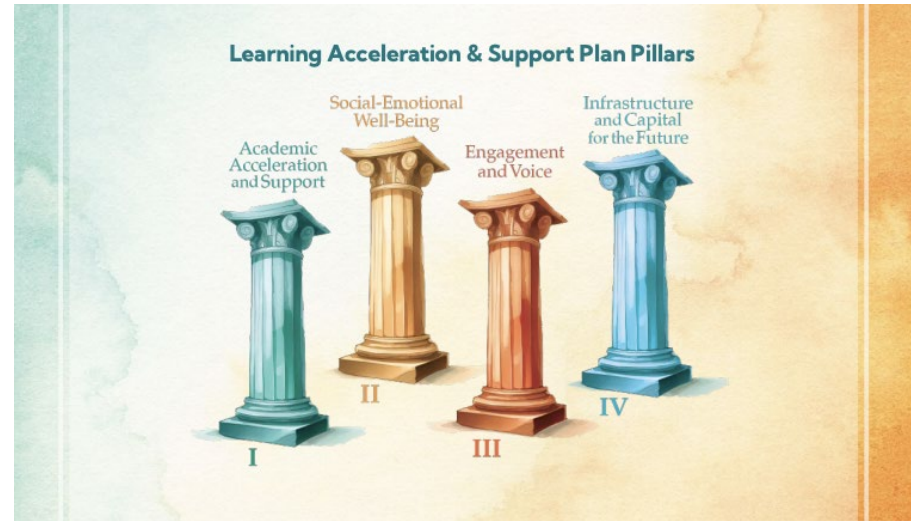 Learning Acceleration & Support Plan Pillars
Academic
Acceleration
and Support
I
Social-Emotional
Well-Being
II
Engagement
and Voice
III
Infrastructure
and Capital
for the Future
IV